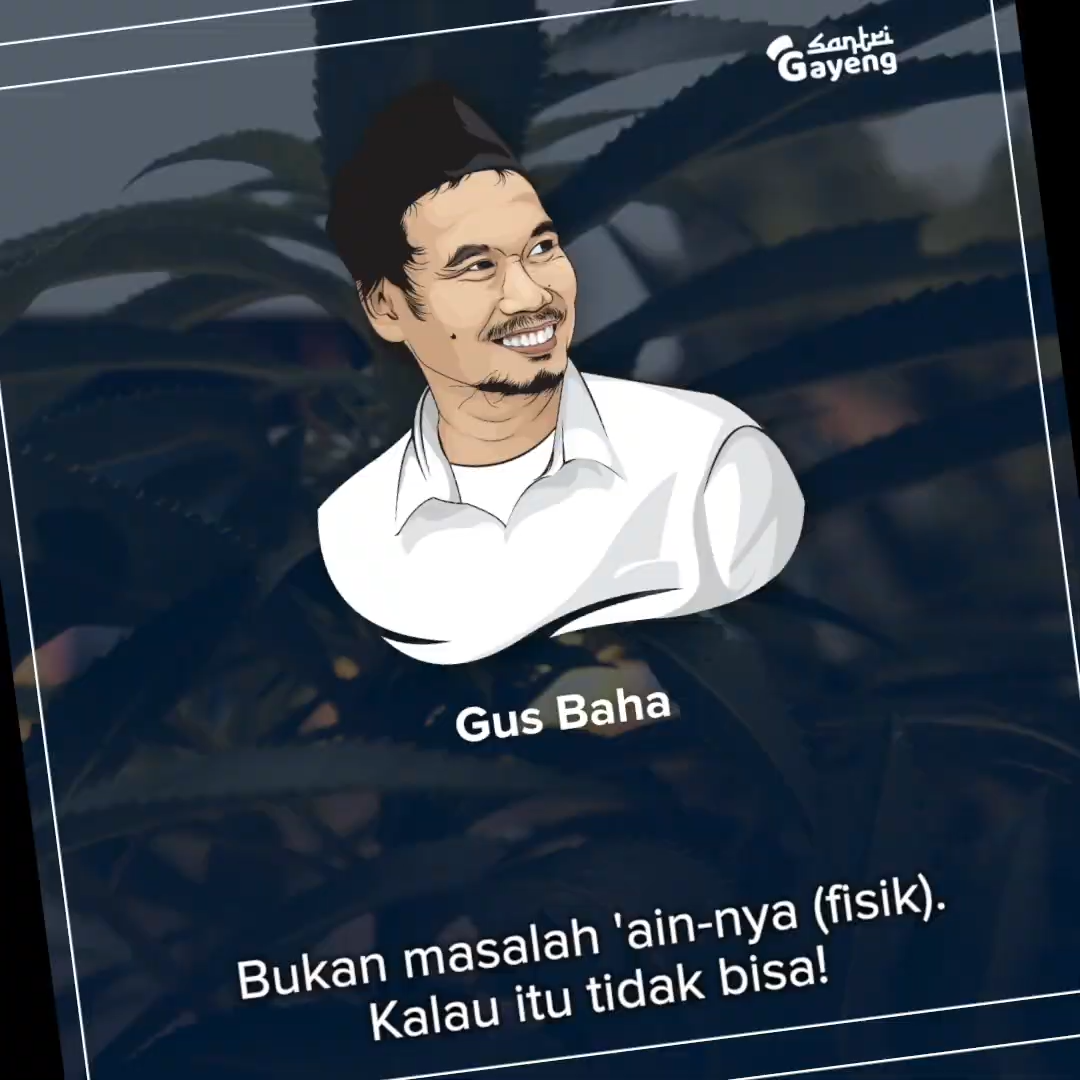 Santri
Gayeng
Gus Baha
Bukan masalah 'ain-nya (fisik).
Kalau itu tidak bisa!